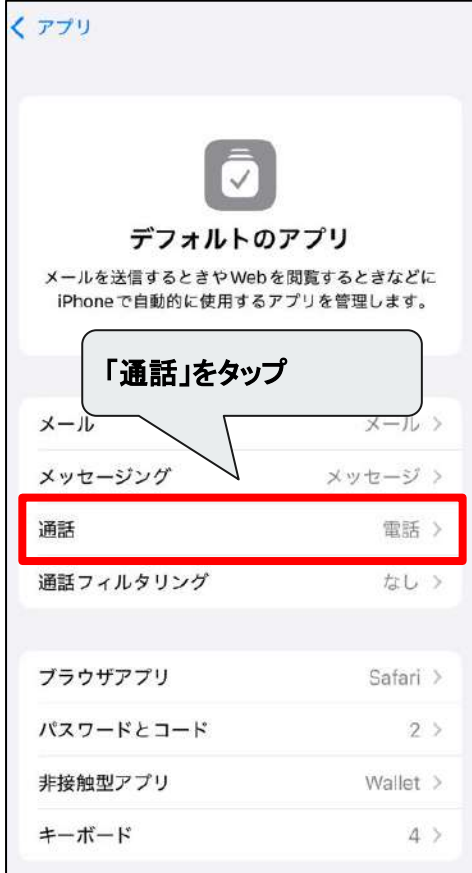 アプリ
デフォルトのアプリ
メールを送信するときやWebを閲覧するときなどに
iPhoneで自動的に使用するアプリを管理します。
「通話」をタップ
メール メール
メッセージング メッセージ
通話 電話
通話フィルタリング なし
ブラウザアプリ Safari
パスワードとコード 2
非接触型アプリ Wallet
キーボード 4